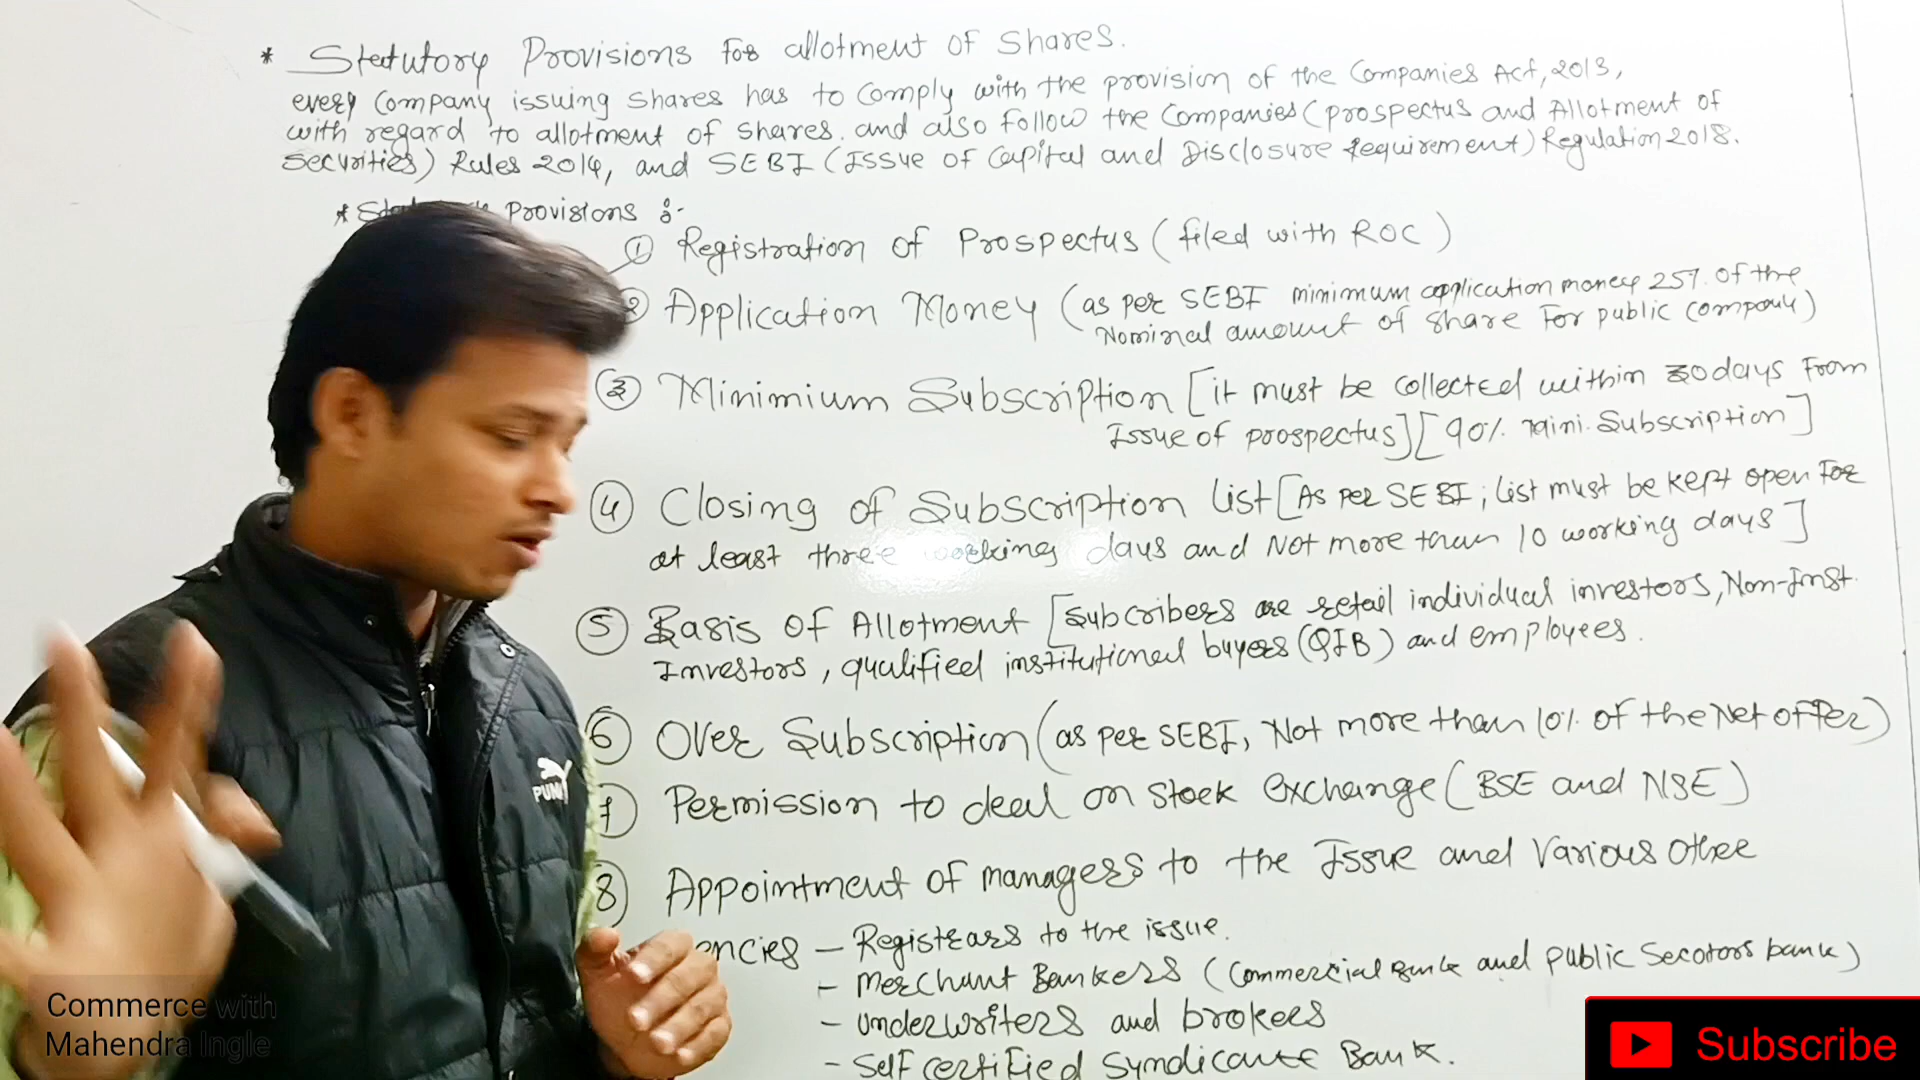 * Statutory Provisions for allotment of Shares.
every Company issuing shares has to comply with the provision of the Companies Act, 2013,
with regard to allotment of shares. and also follow the Companies (prospectus and Allotment of
Securities) Rules 2014, and SEBI (Issue of Capital and Disclosure Requirement) Regulation 2018.
* Provisions :-
① Registration of Prospectus (filed with ROC)
② Application Money (as per SEBI minimum application money 25% of the
Nominal amount of share For public company)
③ Minimium Subscription [it must be collected within 30 days From
Issue of prospectus] [90% mini. Subscription]
④ Closing of Subscription list [As per SEBI; list must be kept open for
at least three working days and Not more than 10 working days]
⑤ Basis of Allotment [Subcribers are retail individual investors, Non-Inst.
Investors, qualified institutional buyers (QIB) and employees.
⑥ Over Subscription (as per SEBI, Not more than 10% of the Net offer)
7 Permission to deal on stock exchange (BSE and NSE)
8 Appointment of managers to the Issue and Various other
encies – Registrars to the issue.
– Merchant Bankers (Commercial Bank and public Secotors bank)
– Underwriters and brokers
– Self certified Syndicate Bank.
PUMA
Commerce with
Mahendra Ingle
Subscribe